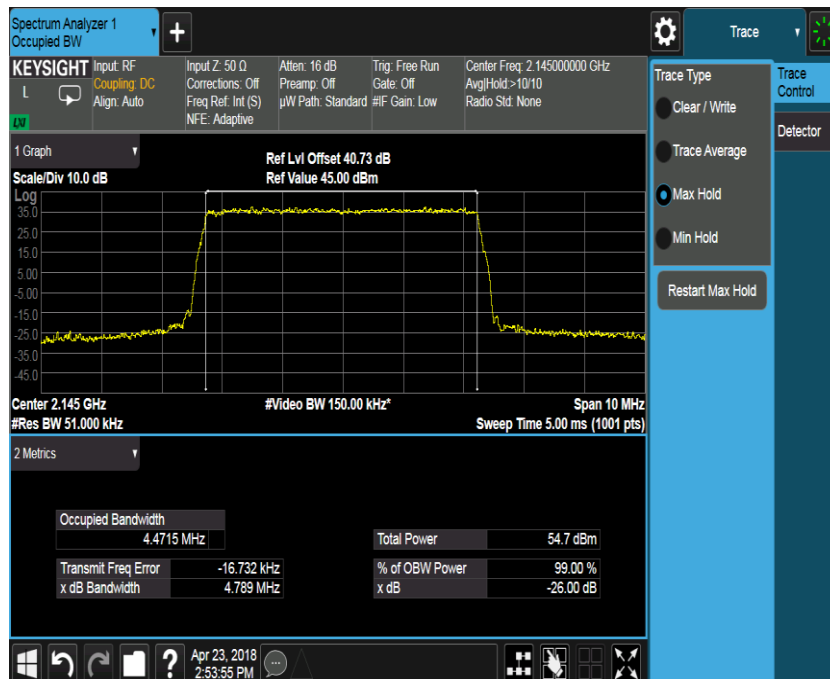 Spectrum Analyzer 1
Occupied BW
+
Trace
KEYSIGHT Input: RF Input Z: 50 Ω Atten: 16 dB Trig: Free Run Center Freq: 2.145000000 GHz
L Coupling: DC Corrections: Off Preamp: Off Gate: Off Avg|Hold:>10/10
Align: Auto Freq Ref: Int (S) µW Path: Standard #IF Gain: Low Radio Std: None
NFE: Adaptive
LXI
1 Graph
Ref Lvl Offset 40.73 dB
Scale/Div 10.0 dB Ref Value 45.00 dBm
Log
35.0
25.0
15.0
5.00
-5.00
-15.0
-25.0
-35.0
-45.0
Center 2.145 GHz #Video BW 150.00 kHz* Span 10 MHz
#Res BW 51.000 kHz Sweep Time 5.00 ms (1001 pts)
2 Metrics
Occupied Bandwidth
4.4715 MHz Total Power 54.7 dBm
Transmit Freq Error -16.732 kHz % of OBW Power 99.00 %
x dB Bandwidth 4.789 MHz x dB -26.00 dB
?
Apr 23, 2018
2:53:55 PM
Trace Type
Clear / Write
Trace Average
Max Hold
Min Hold
Restart Max Hold
Trace
Control
Detector